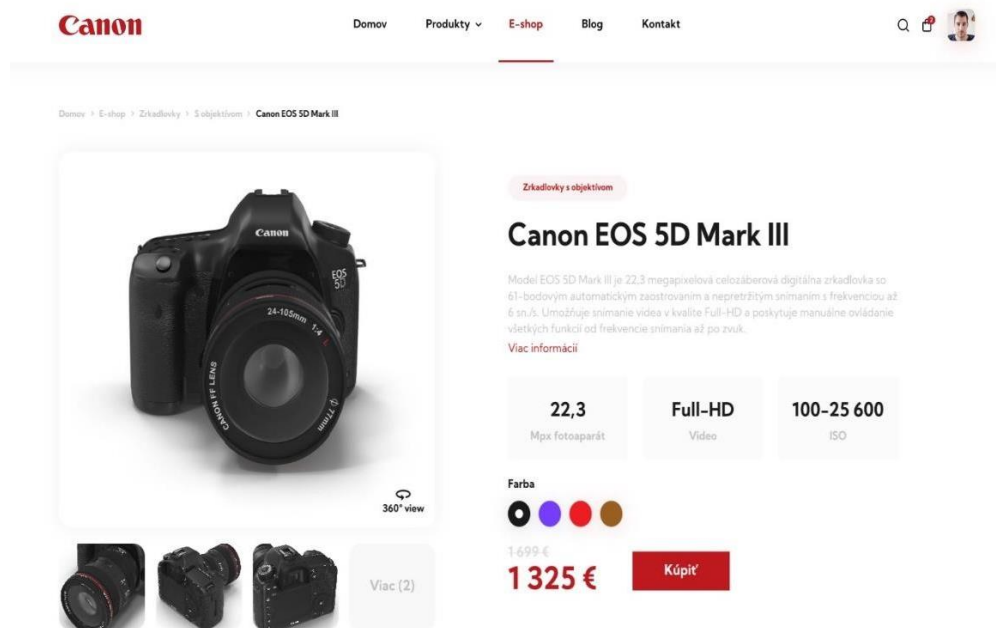 Canon
Domov Produkty E-shop Blog Kontakt
Domov > E-shop > Zrkadlovky > S objektívom > Canon EOS 5D Mark III
Canon
EOS
5D
24-105mm 1:4 L
CANON FF LENS
77mm
360° view
Viac (2)
Zrkadlovky s objektívom
Canon EOS 5D Mark III
Model EOS 5D Mark III je 22,3 megapixelová celozáberová digitálna zrkadlovka so
61-bodovým automatickým zaostrovaním a nepretržitým snímaním s frekvenciou až
6 sn./s. Umožňuje snímanie videa v kvalite Full-HD a poskytuje manuálne ovládanie
všetkých funkcií od frekvencie snímania až po zvuk.
Viac informácií
22,3 Full-HD 100-25 600
Mpx fotoaparát Video ISO
Farba
1 699 €
1 325 € Kúpiť